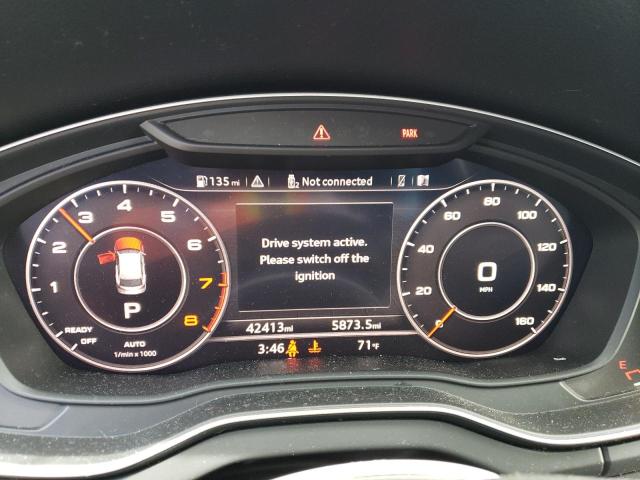 PARK
135 mi Not connected
Drive system active.
Please switch off the
ignition
1 2 3 4 5 6 7 8
READY
OFF
P
AUTO
1/min x 1000
0 20 40 60 80 100 120 140 160
0
MPH
42413mi 5873.5mi
3:46 71°F
E